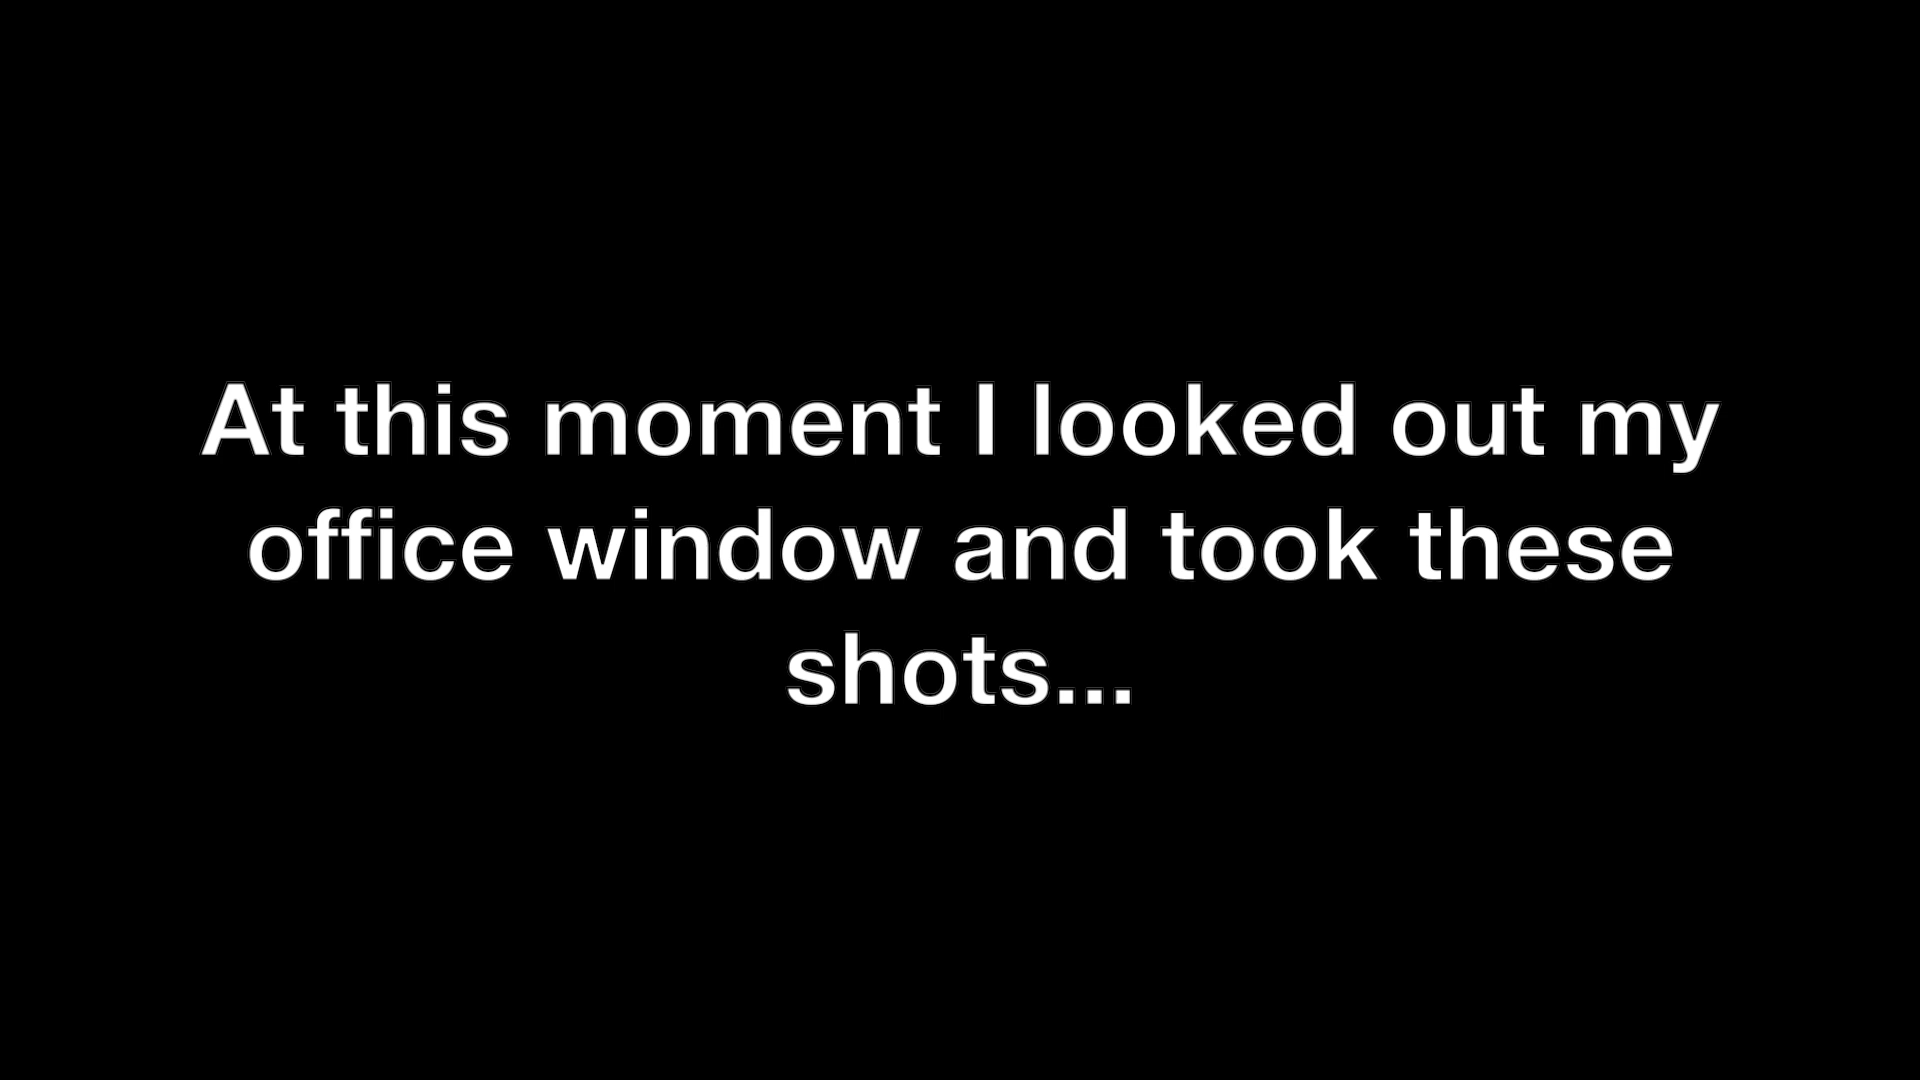 At this moment I looked out my
office window and took these
shots...